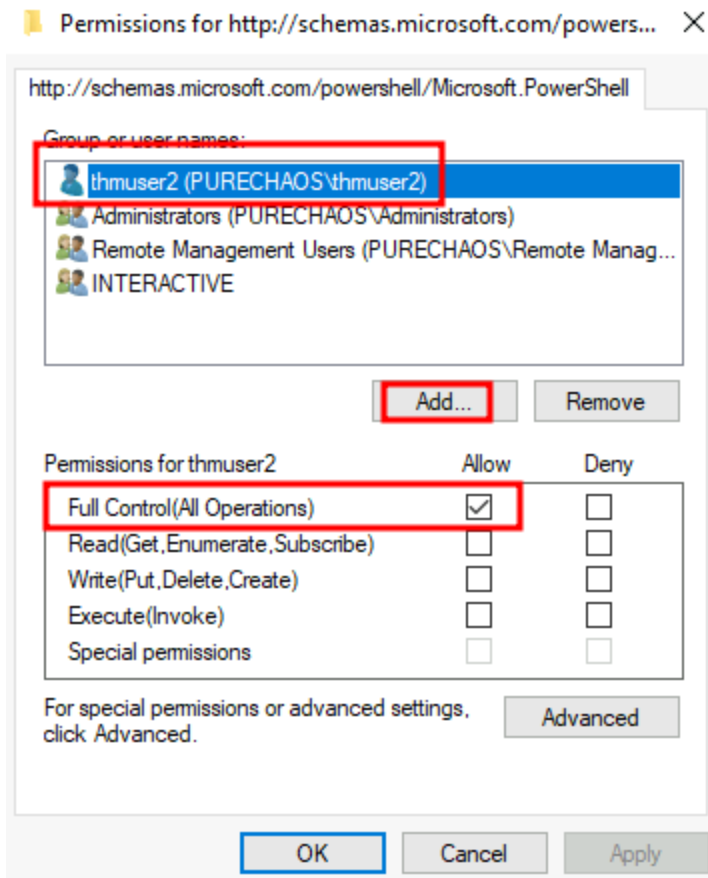 Permissions for http://schemas.microsoft.com/powers...
http://schemas.microsoft.com/powershell/Microsoft.PowerShell
Group or user names:
thmuser2 (PURECHAOS\thmuser2)
Administrators (PURECHAOS\Administrators)
Remote Management Users (PURECHAOS\Remote Manag...
INTERACTIVE
Add... Remove
Permissions for thmuser2 Allow Deny
Full Control(All Operations)
Read(Get,Enumerate,Subscribe)
Write(Put,Delete,Create)
Execute(Invoke)
Special permissions
For special permissions or advanced settings,
click Advanced.
Advanced
OK Cancel Apply